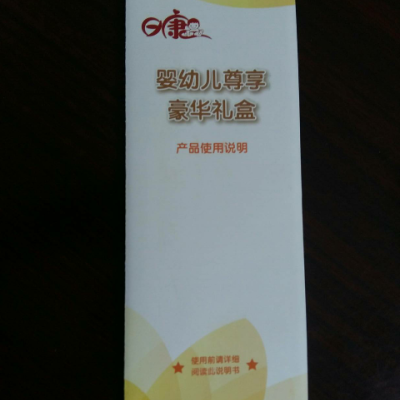 日康
婴幼儿尊享
豪华礼盒
产品使用说明
使用前请详细
阅读此说明书